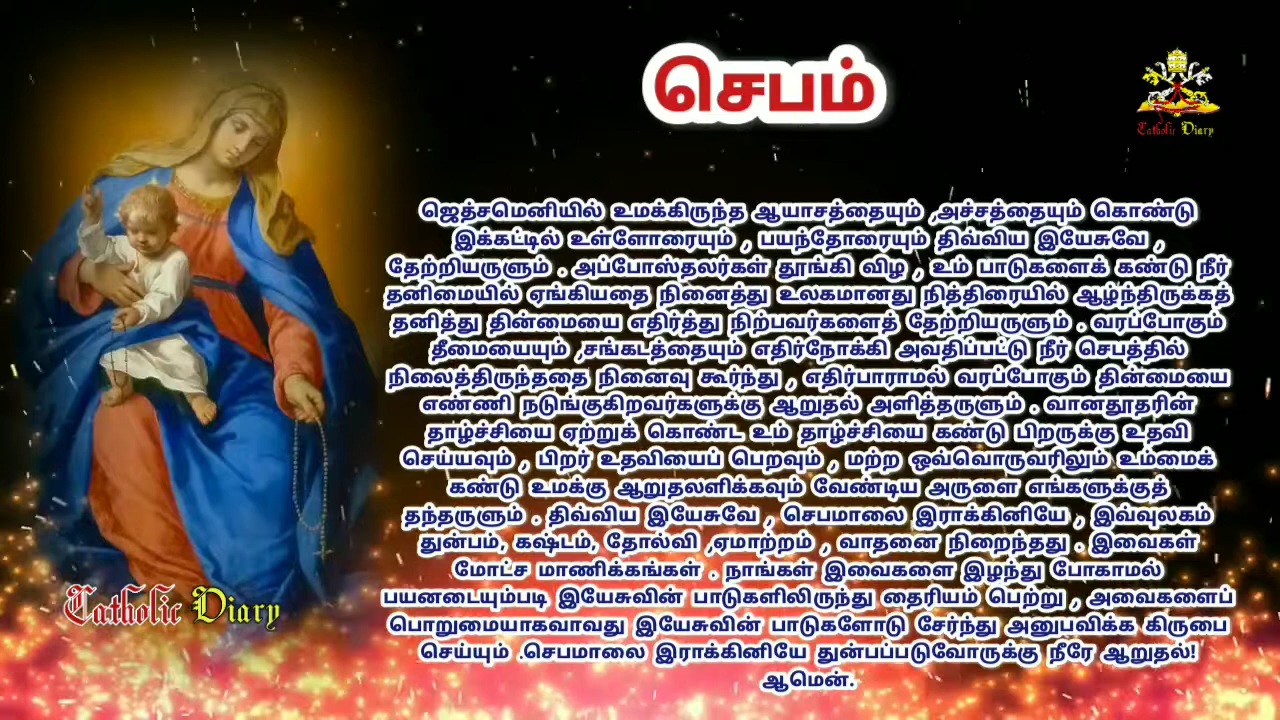 செபம்
Catholic Diary
ஜெத்சமெனியில் உமக்கிருந்த ஆயாசத்தையும் ,அச்சத்தையும் கொண்டு
இக்கட்டில் உள்ளோரையும் , பயந்தோரையும் திவ்விய இயேசுவே ,
தேற்றியருளும் . அப்போஸ்தலர்கள் தூங்கி விழ , உம் பாடுகளைக் கண்டு நீர்
தனிமையில் ஏங்கியதை நினைத்து உலகமானது நித்திரையில் ஆழ்ந்திருக்கத்
தனித்து தின்மையை எதிர்த்து நிற்பவர்களைத் தேற்றியருளும் . வரப்போகும்
தீமையையும் ,சங்கடத்தையும் எதிர்நோக்கி அவதிப்பட்டு நீர் செபத்தில்
நிலைத்திருந்ததை நினைவு கூர்ந்து , எதிர்பாராமல் வரப்போகும் தின்மையை
எண்ணி நடுங்குகிறவர்களுக்கு ஆறுதல் அளித்தருளும் . வானதூதரின்
தாழ்ச்சியை ஏற்றுக் கொண்ட உம் தாழ்ச்சியை கண்டு பிறருக்கு உதவி
செய்யவும் , பிறர் உதவியைப் பெறவும் , மற்ற ஒவ்வொருவரிலும் உம்மைக்
கண்டு உமக்கு ஆறுதலளிக்கவும் வேண்டிய அருளை எங்களுக்குத்
தந்தருளும் . திவ்விய இயேசுவே , செபமாலை இராக்கினியே , இவ்வுலகம்
துன்பம், கஷ்டம், தோல்வி ,ஏமாற்றம் , வாதனை நிறைந்தது . இவைகள்
மோட்ச மாணிக்கங்கள் . நாங்கள் இவைகளை இழந்து போகாமல்
பயனடையும்படி இயேசுவின் பாடுகளிலிருந்து தைரியம் பெற்று , அவைகளைப்
பொறுமையாகவாவது இயேசுவின் பாடுகளோடு சேர்ந்து அனுபவிக்க கிருபை
செய்யும் .செபமாலை இராக்கினியே துன்பப்படுவோருக்கு நீரே ஆறுதல்!
ஆமென்.
Catholic Diary